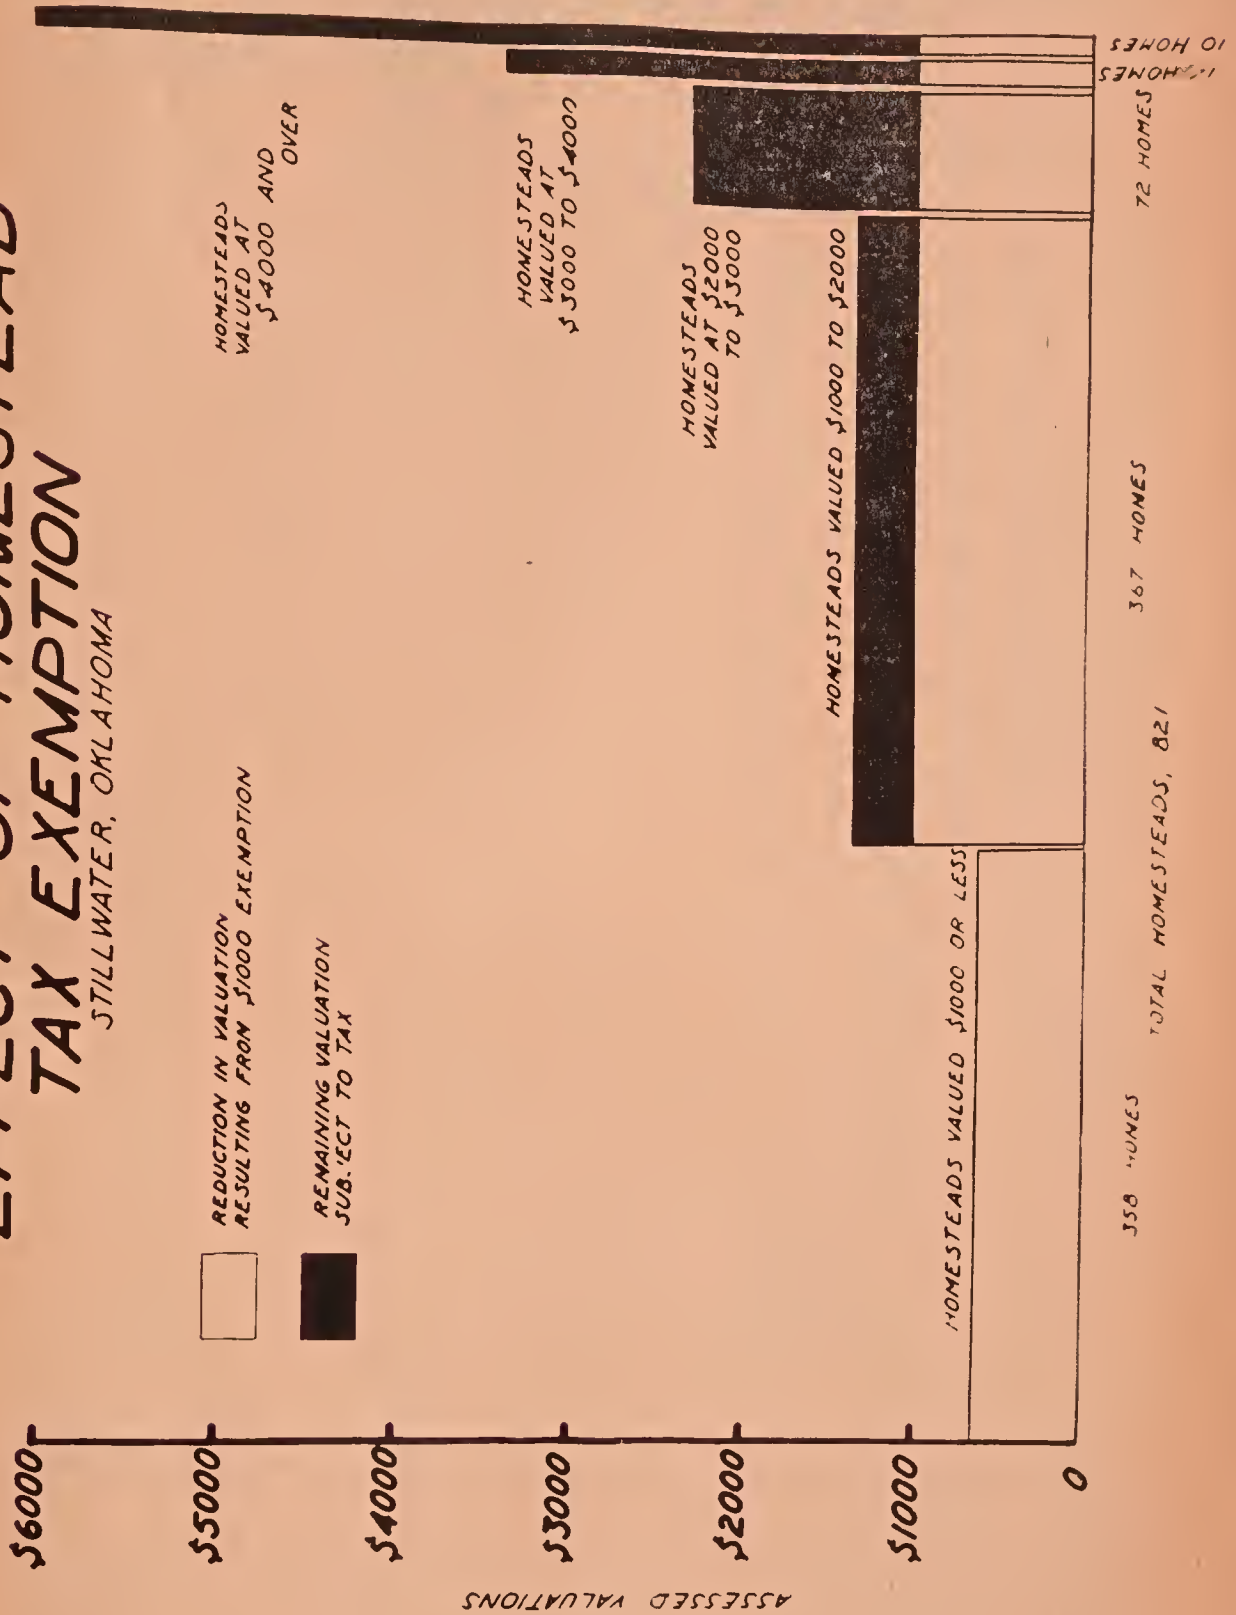 TAX EXEMPTION
STILLWATER, OKLAHOMA
REDUCTION IN VALUATION
RESULTING FROM $1000 EXEMPTION
REMAINING VALUATION
SUB.'ECT TO TAX
HOMESTEADS
VALUED AT
$4000 AND
OVER
HOMESTEADS
VALUED AT
$3000 TO $4000
HOMESTEADS
VALUED AT $2000
TO $3000
HOMESTEADS VALUED $1000 TO $2000
HOMESTEADS VALUED $1000 OR LESS
ASSESSED VALUATIONS
$6000
$5000
$4000
$3000
$2000
$1000
0
358 HOMES
367 HOMES
72 HOMES
HOMES
10 HOMES
TOTAL HOMESTEADS, 821